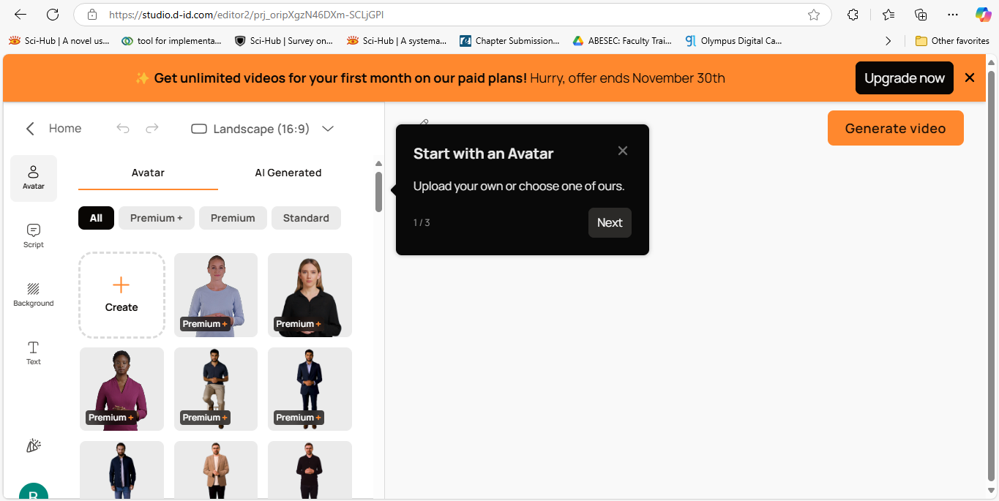 https://studio.d-id.com/editor2/prj_oripXgzN46DXm-SCLjGPl
Sci-Hub | A novel us...
tool for implementa...
Sci-Hub | Survey on...
Sci-Hub | A systema...
Chapter Submission...
ABESEC: Faculty Trai...
Olympus Digital Ca...
Other favorites
✨ Get unlimited videos for your first month on our paid plans! Hurry, offer ends November 30th
Upgrade now
Home
Landscape (16:9)
Generate video
Avatar
Script
Background
Text
Avatar
AI Generated
All
Premium +
Premium
Standard
Create
Premium +
Premium +
Premium +
Premium +
Premium +
Start with an Avatar
Upload your own or choose one of ours.
1 / 3
Next